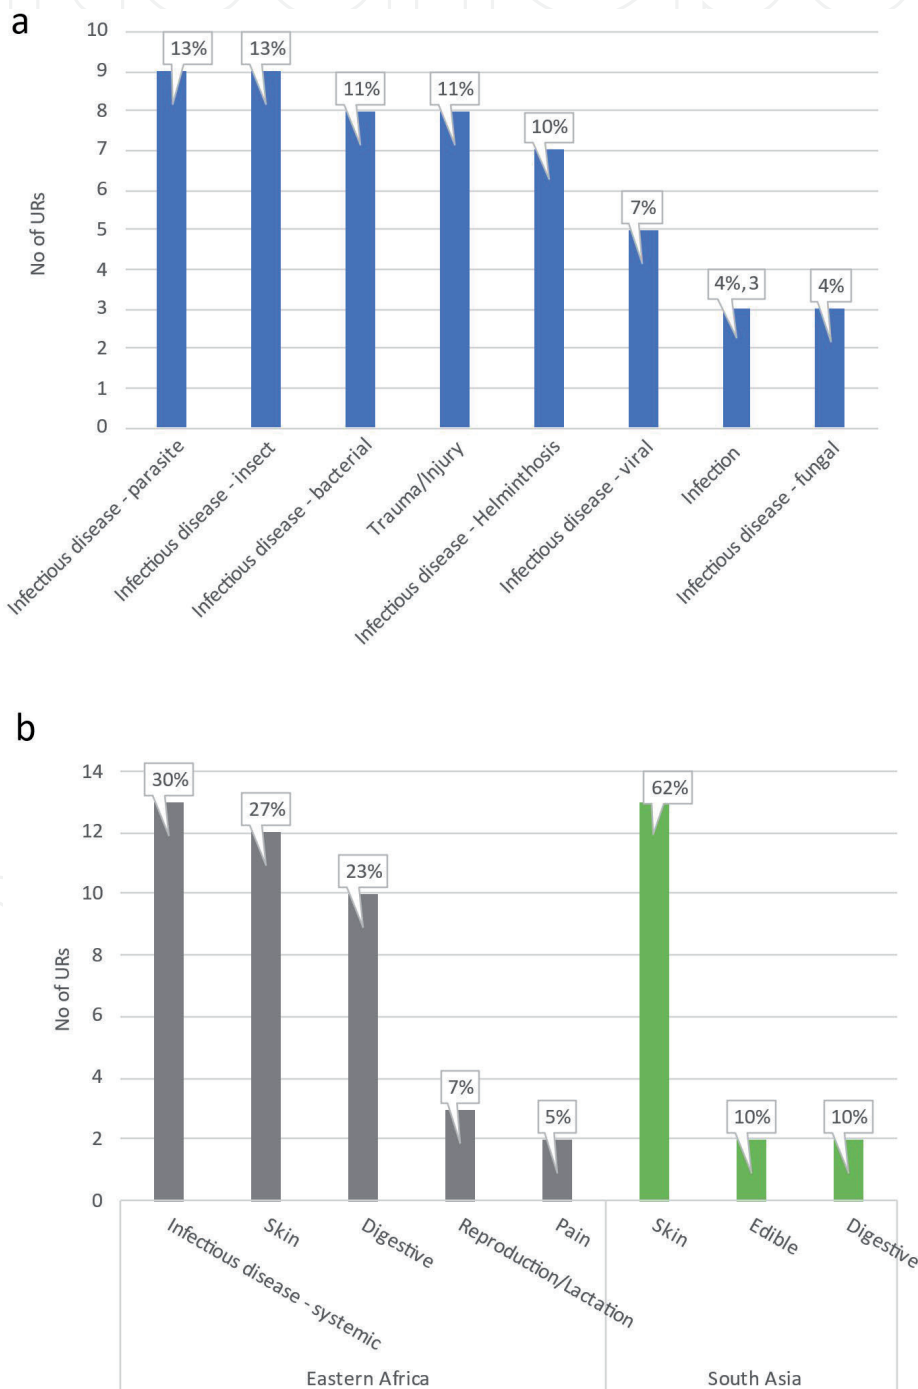 a
10
9
8
7
6
5
4
3
2
1
0
No of URs
13%
13%
11%
11%
10%
7%
4%,3
4%
Infectious disease - parasite
Infectious disease - insect
Infectious disease - bacterial
Trauma/Injury
Infectious disease - Helminthosis
Infectious disease - viral
Infection
Infectious disease - fungal
b
14
12
10
8
6
4
2
0
No of URs
30%
27%
23%
7%
5%
62%
10%
10%
Infectious disease - systemic
Skin
Digestive
Reproduction/Lactation
Pain
Skin
Edible
Digestive
Eastern Africa
South Asia